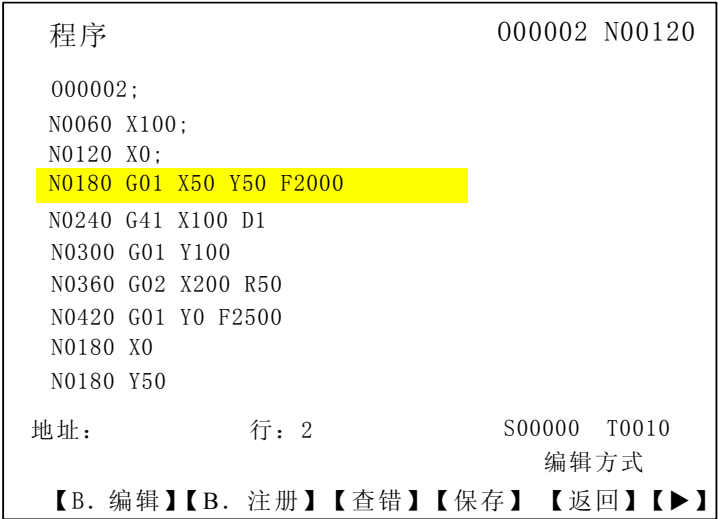 程序 O00002 N00120
O00002;
N0060 X100;
N0120 X0;
N0180 G01 X50 Y50 F2000
N0240 G41 X100 D1
N0300 G01 Y100
N0360 G02 X200 R50
N0420 G01 Y0 F2500
N0180 X0
N0180 Y50
地址: 行: 2 S00000 T0010
编辑方式
【B. 编辑】【B. 注册】【查错】【保存】【返回】【▶】